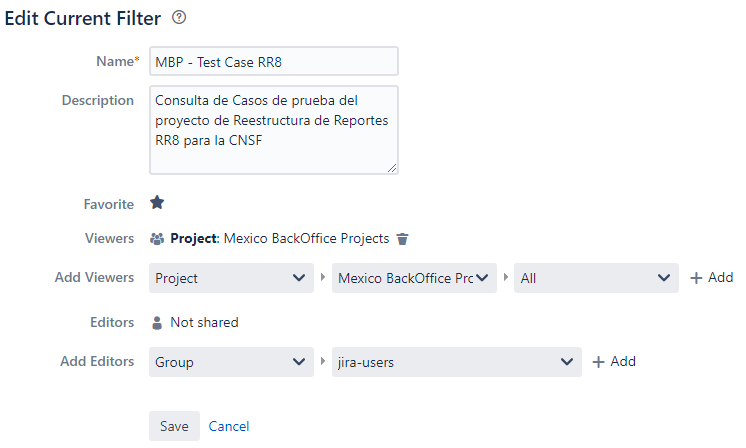 Edit Current Filter
Name* MBP - Test Case RR8
Description Consulta de Casos de prueba del
proyecto de Reestructura de Reportes
RR8 para la CNSF
Favorite
Viewers Project: Mexico BackOffice Projects
Add Viewers Project Mexico BackOffice Prc All + Add
Editors Not shared
Add Editors Group jira-users + Add
Save Cancel